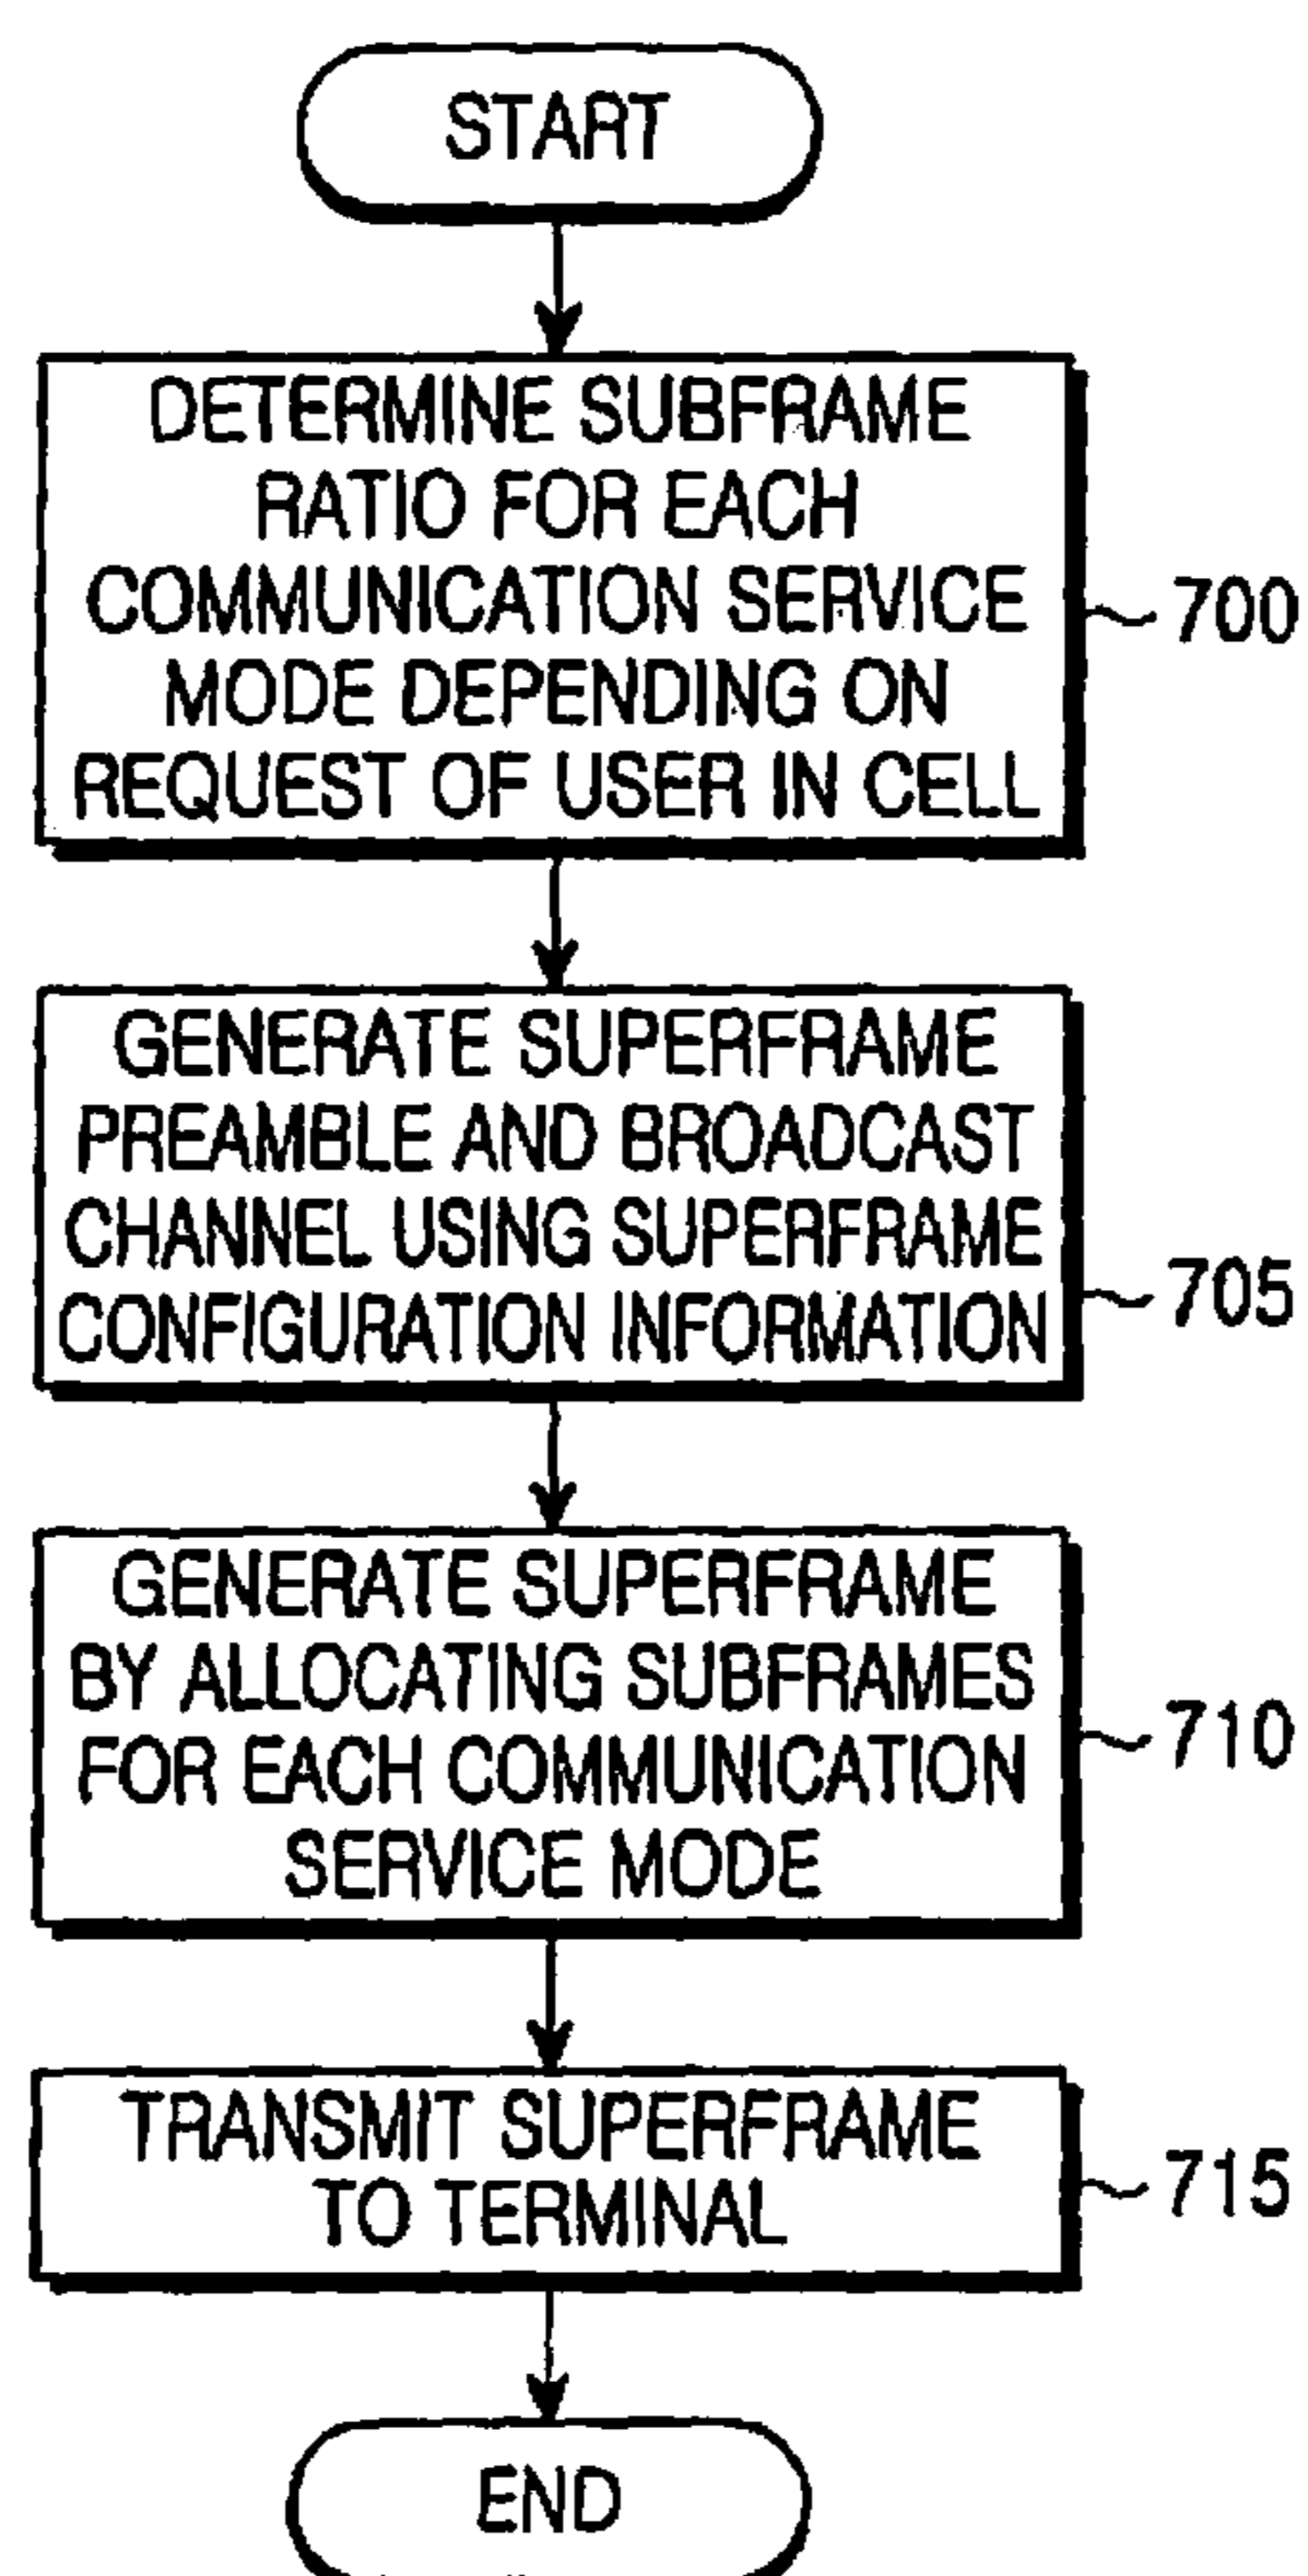 START
DETERMINE SUBFRAME
RATIO FOR EACH
COMMUNICATION SERVICE
MODE DEPENDING ON
REQUEST OF USER IN CELL
700
GENERATE SUPERFRAME
PREAMBLE AND BROADCAST
CHANNEL USING SUPERFRAME
CONFIGURATION INFORMATION
705
GENERATE SUPERFRAME
BY ALLOCATING SUBFRAMES
FOR EACH COMMUNICATION
SERVICE MODE
710
TRANSMIT SUPERFRAME
TO TERMINAL
715
END